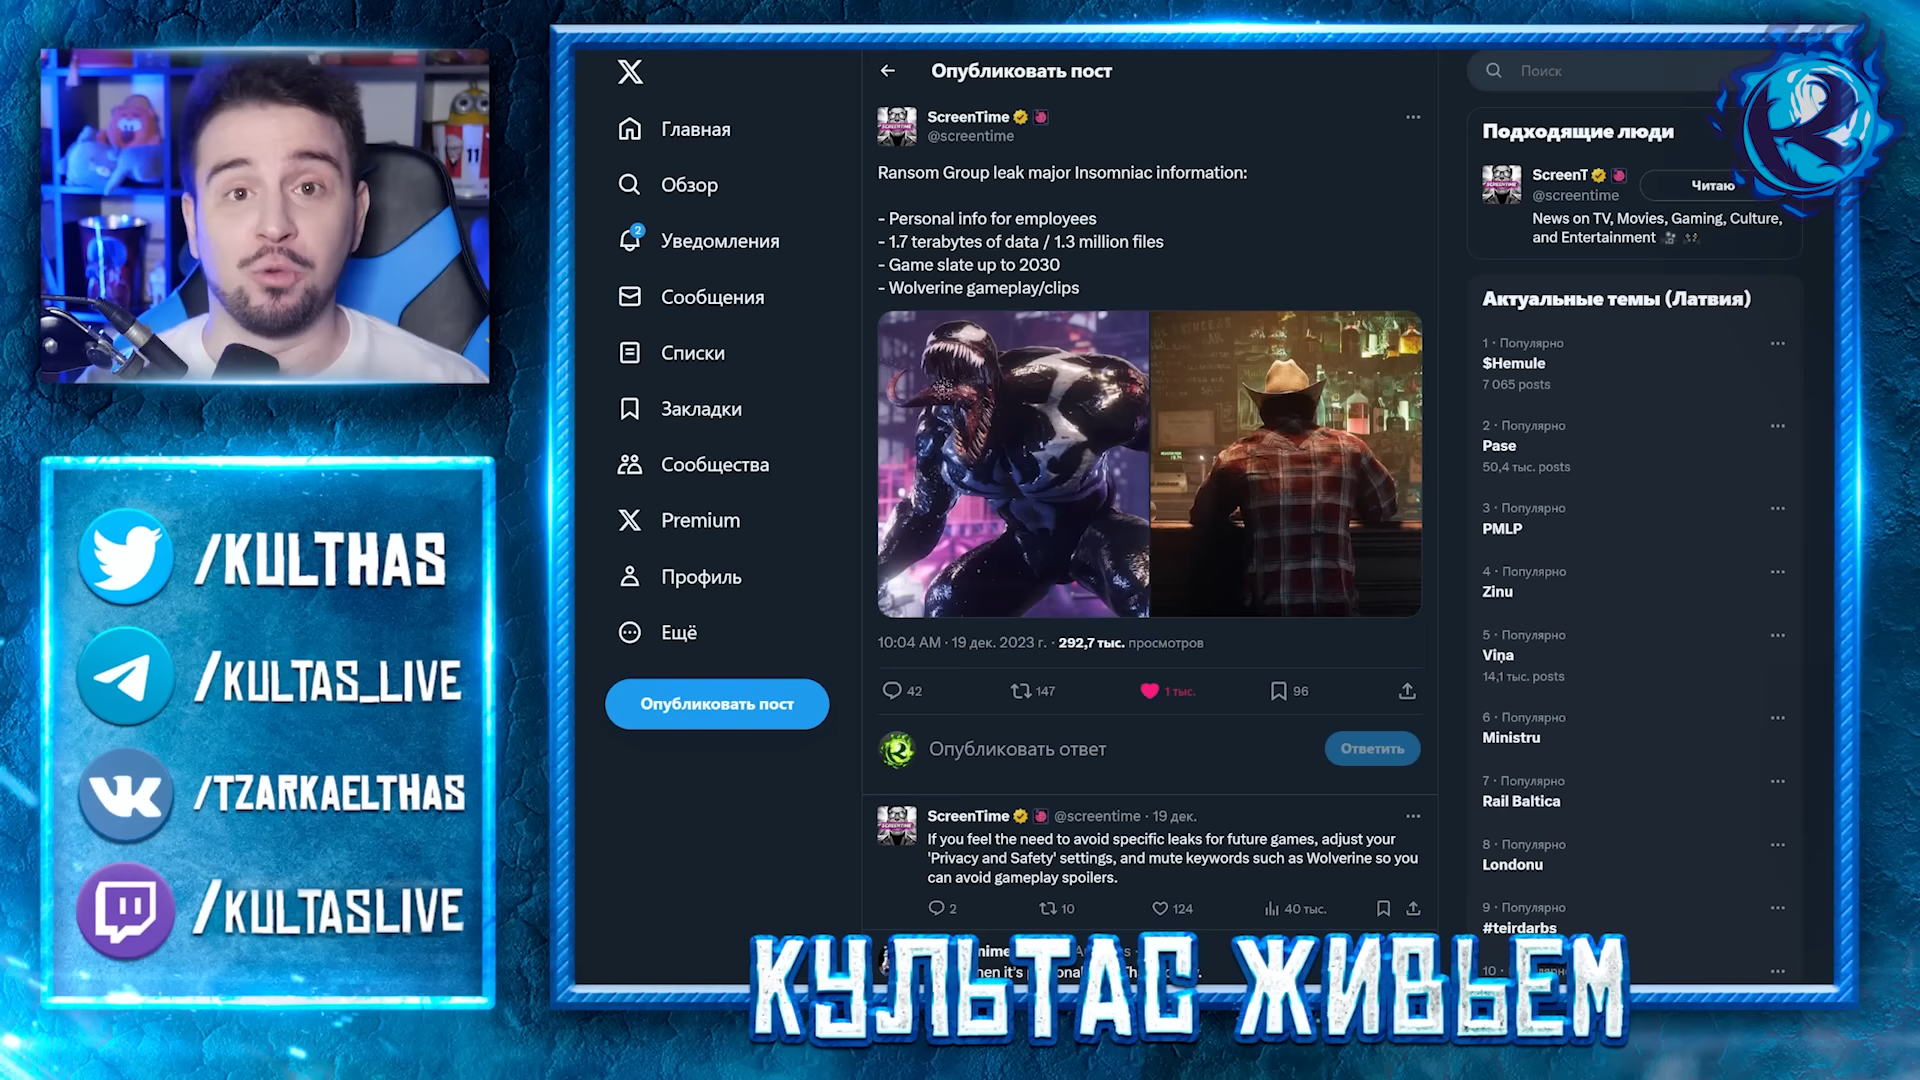 /KULTHAS
/KULTAS_LIVE
/TZARKAELTHAS
/KULTASLIVE
Главная
Обзор
2
Уведомления
Сообщения
Списки
Закладки
Сообщества
Premium
Профиль
Ещё
Опубликовать пост
Опубликовать пост
ScreenTime
@screentime
Ransom Group leak major Insomniac information:
- Personal info for employees
- 1.7 terabytes of data / 1.3 million files
- Game slate up to 2030
- Wolverine gameplay/clips
10:04 AM · 19 дек. 2023 г. · 292,7 тыс. просмотров
42 147 1 тыс. 96
Опубликовать ответ
Ответить
ScreenTime @screentime · 19 дек.
If you feel the need to avoid specific leaks for future games, adjust your
'Privacy and Safety' settings, and mute keywords such as Wolverine so you
can avoid gameplay spoilers.
2 10 124 40 тыс.
Поиск
Подходящие люди
ScreenT
@screentime
Читаю
News on TV, Movies, Gaming, Culture,
and Entertainment
Актуальные темы (Латвия)
1 · Популярно
$Hemule
7 065 posts
2 · Популярно
Pase
50,4 тыс. posts
3 · Популярно
PMLP
4 · Популярно
Zinu
5 · Популярно
Viņa
14,1 тыс. posts
6 · Популярно
Ministru
7 · Популярно
Rail Baltica
8 · Популярно
Londonu
9 · Популярно
#teirdarbs
10 ·
КУЛЬТАС ЖИВЬЕМ
11